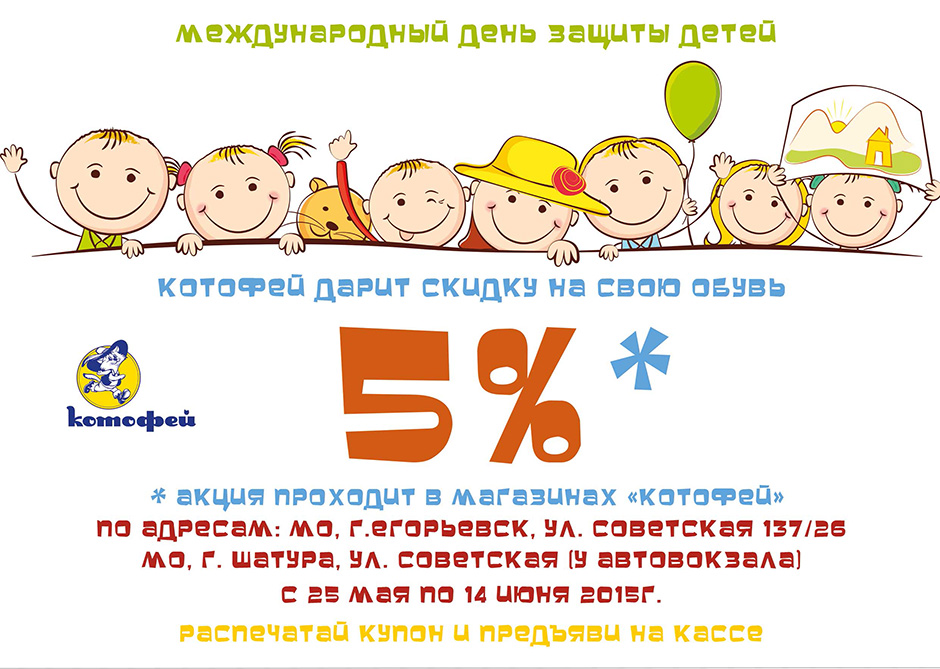 МЕЖДУНАРОДНЫЙ ДЕНЬ ЗАЩИТЫ ДЕТЕЙ
КОТОФЕЙ ДАРИТ СКИДКУ НА СВОЮ ОБУВЬ
5%*
котофей
* АКЦИЯ ПРОХОДИТ В МАГАЗИНАХ «КОТОФЕЙ»
ПО АДРЕСАМ: МО, Г.ЕГОРЬЕВСК, УЛ. СОВЕТСКАЯ 137/26
МО, Г. ШАТУРА, УЛ. СОВЕТСКАЯ (У АВТОВОКЗАЛА)
С 25 МАЯ ПО 14 ИЮНЯ 2015Г.
РАСПЕЧАТАЙ КУПОН И ПРЕДЪЯВИ НА КАССЕ